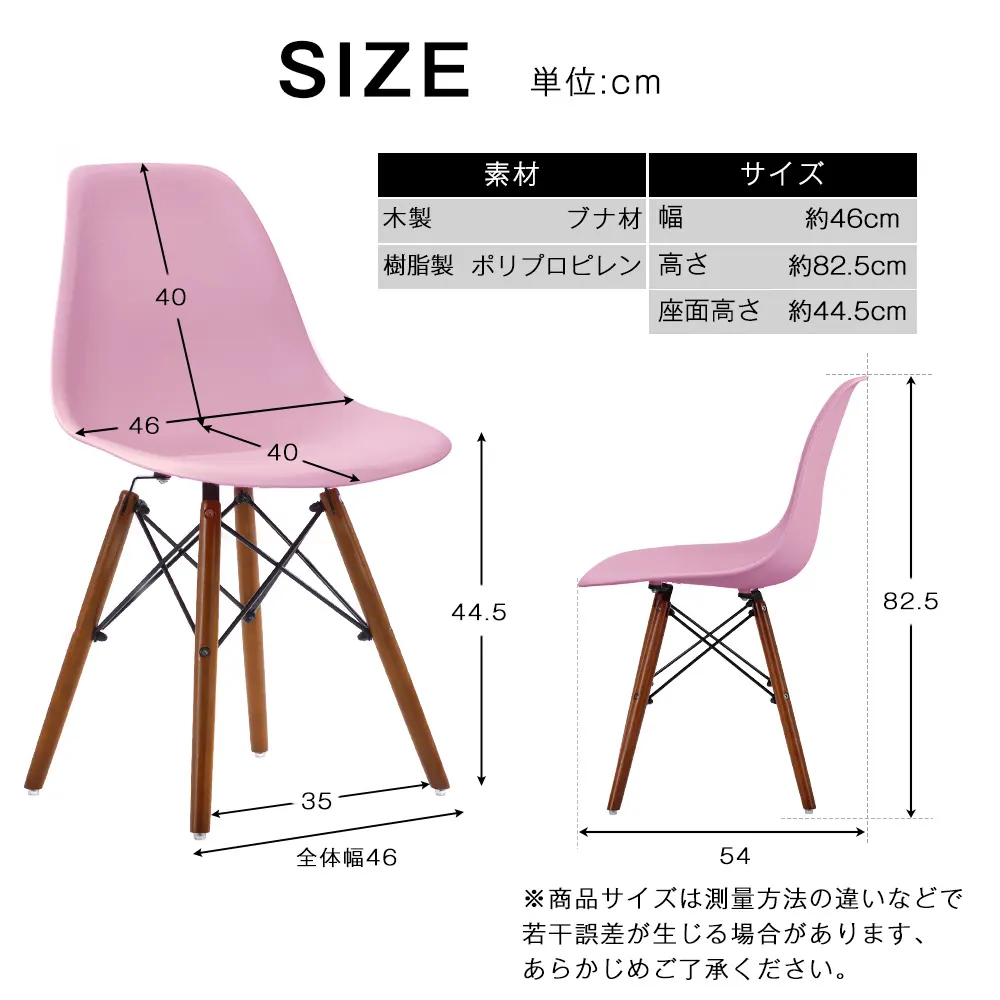 SIZE 単位:cm
素材 サイズ
木製 ブナ材 幅 約46cm
樹脂製 ポリプロピレン 高さ 約82.5cm
座面高さ 約44.5cm
40
46
40
44.5
82.5
35
全体幅46
54
※商品サイズは測量方法の違いなどで
若干誤差が生じる場合があります、
あらかじめご了承ください。